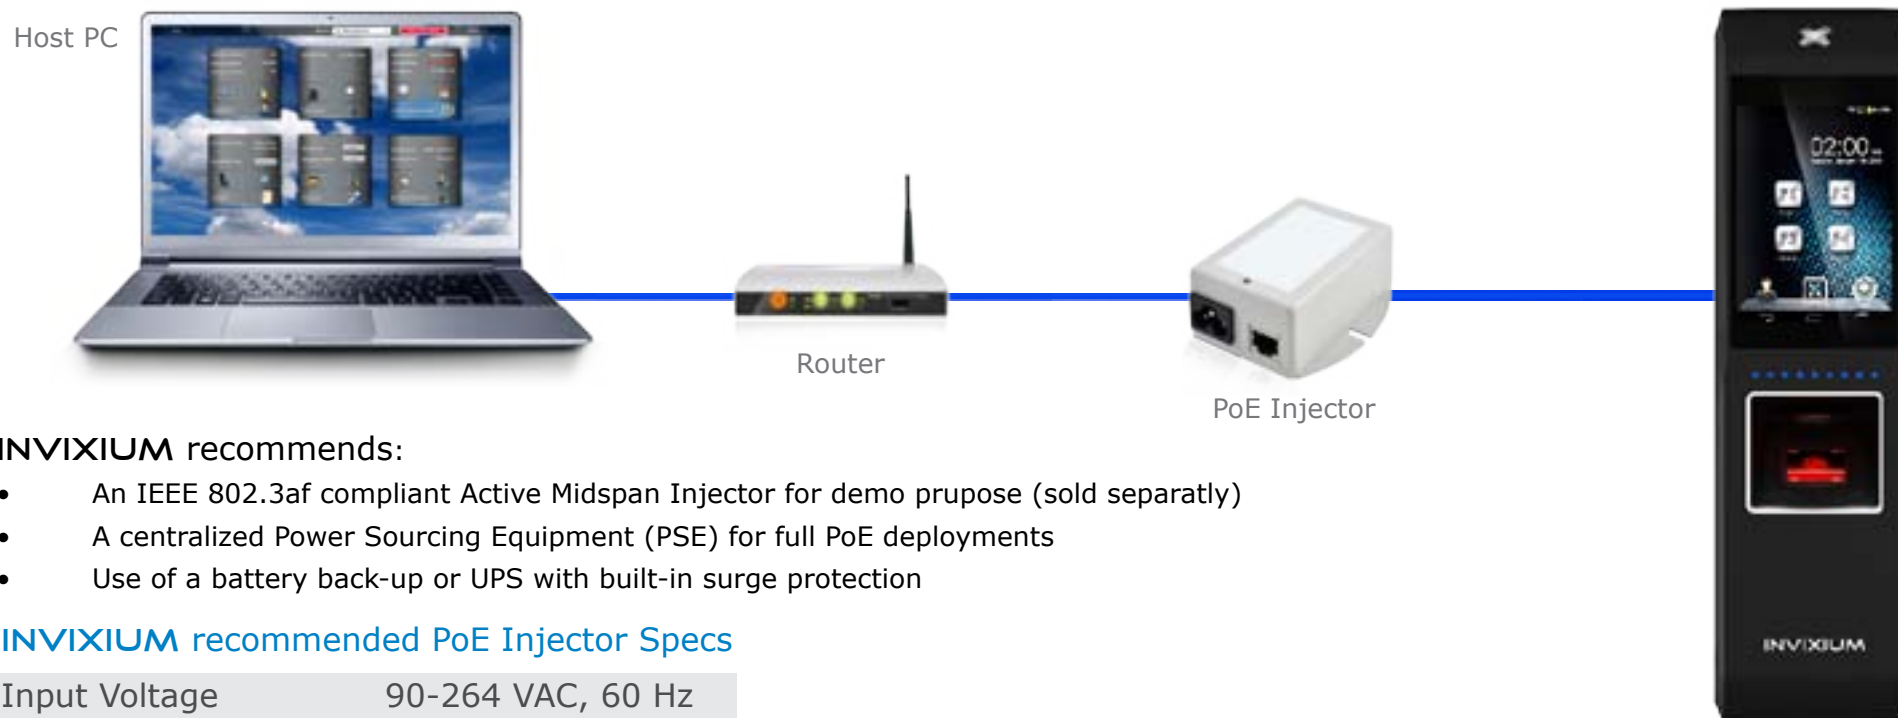 Host PC
02:00
Router
PoE Injector
INVIXIUM recommends:
• An IEEE 802.3af compliant Active Midspan Injector for demo prupose (sold separatly)
• A centralized Power Sourcing Equipment (PSE) for full PoE deployments
• Use of a battery back-up or UPS with built-in surge protection
INVIXIUM recommended PoE Injector Specs
INVIXIUM
Input Voltage 90-264 VAC, 60 Hz